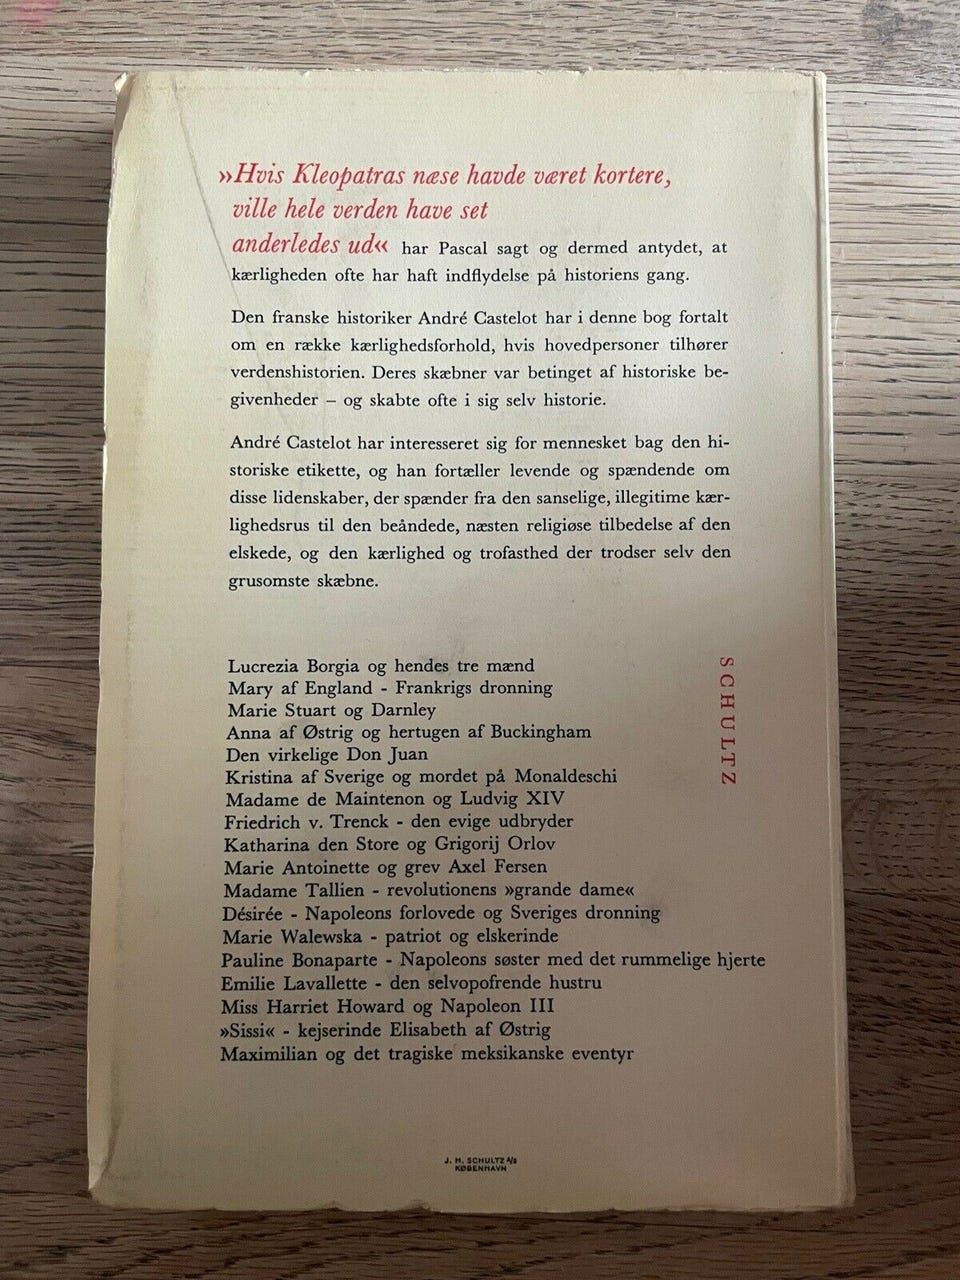 »Hvis Kleopatras næse havde været kortere,
ville hele verden have set
anderledes ud« har Pascal sagt og dermed antydet, at
kærligheden ofte har haft indflydelse på historiens gang.
Den franske historiker André Castelot har i denne bog fortalt
om en række kærlighedsforhold, hvis hovedpersoner tilhører
verdenshistorien. Deres skæbner var betinget af historiske be-
givenheder – og skabte ofte i sig selv historie.
André Castelot har interesseret sig for mennesket bag den hi-
storiske etikette, og han fortæller levende og spændende om
disse lidenskaber, der spænder fra den sanselige, illegitime kær-
lighedsrus til den beåndede, næsten religiøse tilbedelse af den
elskede, og den kærlighed og trofasthed der trodser selv den
grusomste skæbne.
Lucrezia Borgia og hendes tre mænd
Mary af England - Frankrigs dronning
Marie Stuart og Darnley
Anna af Østrig og hertugen af Buckingham
Den virkelige Don Juan
Kristina af Sverige og mordet på Monaldeschi
Madame de Maintenon og Ludvig XIV
Friedrich v. Trenck - den evige udbryder
Katharina den Store og Grigorij Orlov
Marie Antoinette og grev Axel Fersen
Madame Tallien - revolutionens »grande dame«
Désirée - Napoleons forlovede og Sveriges dronning
Marie Walewska - patriot og elskerinde
Pauline Bonaparte - Napoleons søster med det rummelige hjerte
Emilie Lavallette - den selvopofrende hustru
Miss Harriet Howard og Napoleon III
»Sissi« - kejserinde Elisabeth af Østrig
Maximilian og det tragiske meksikanske eventyr
SCHULTZ
J. H. SCHULTZ A/S
KØBENHAVN